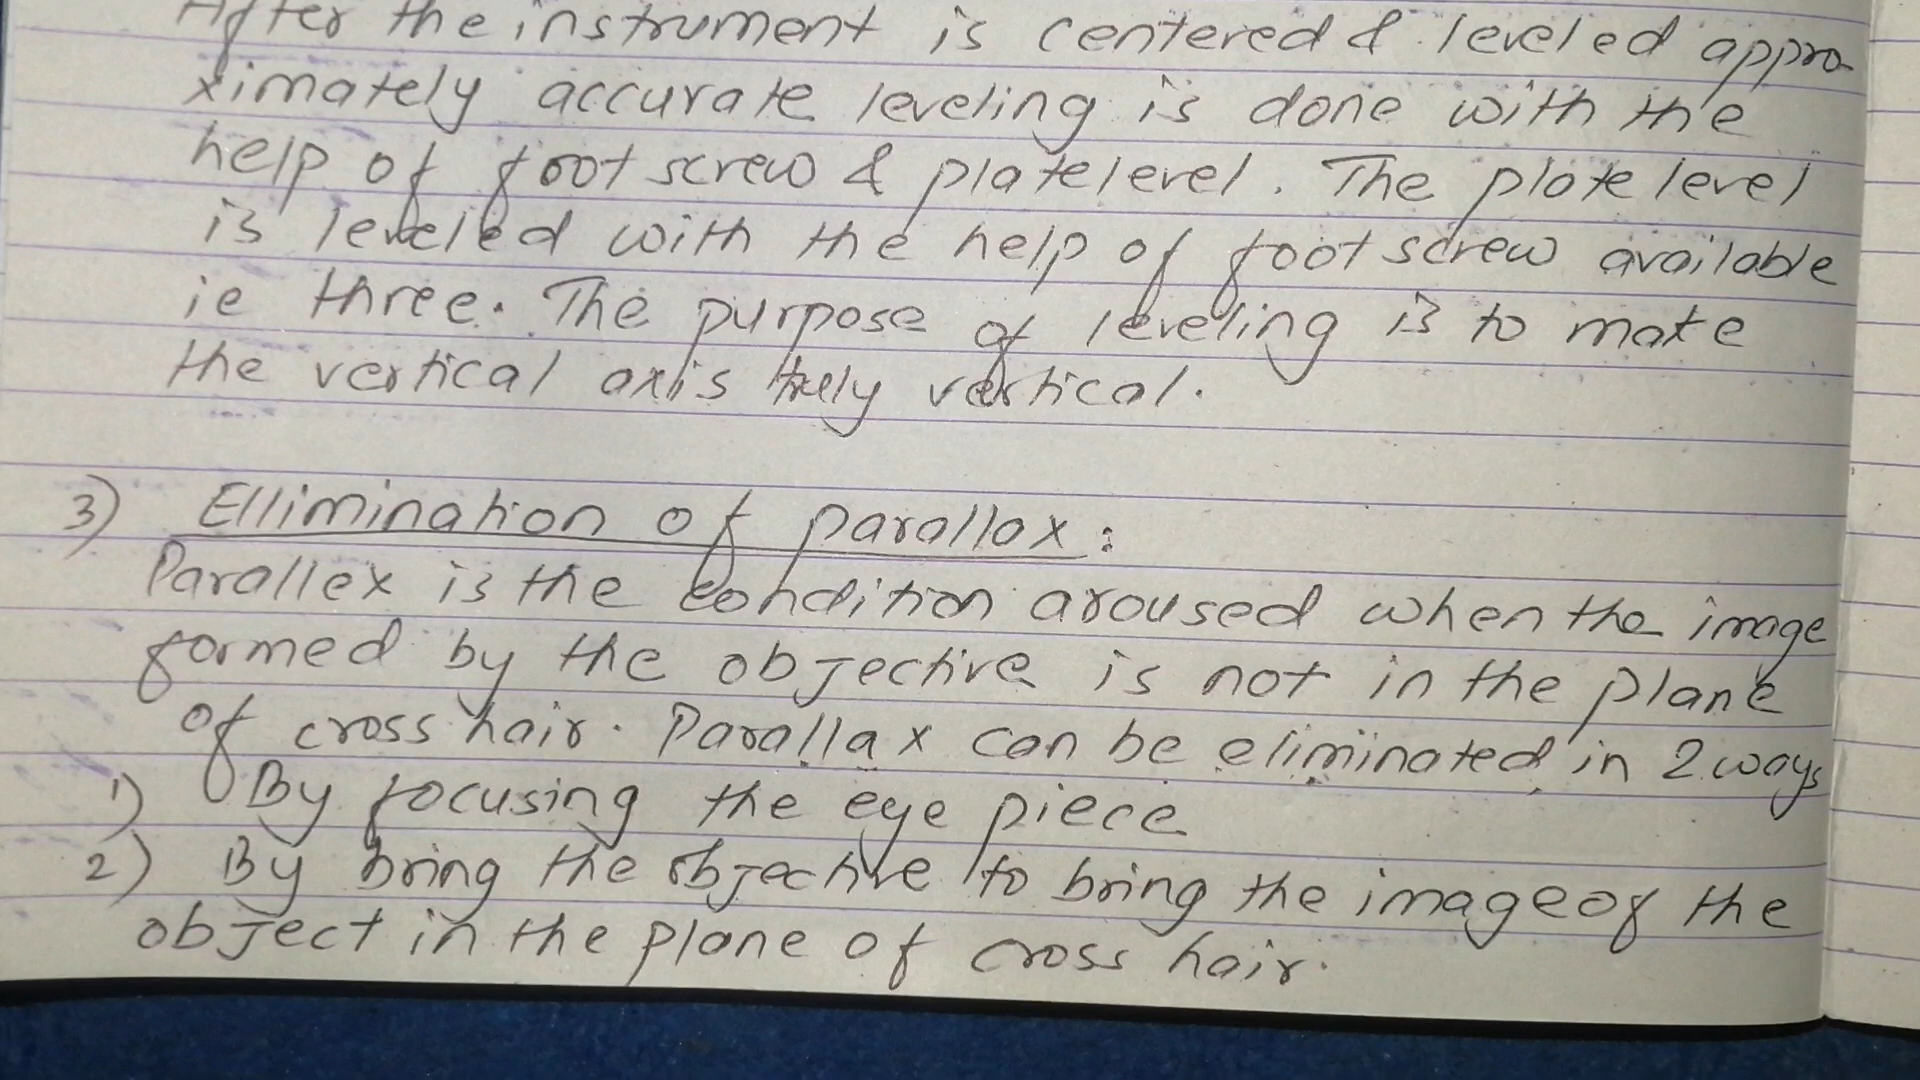 After the instrument is centered & leveled appro-
ximately accurate leveling is done with the
help of foot screw & plate level. The plate level
is leveled with the help of foot screw available
ie three. The purpose of leveling is to make
the vertical axis truly vertical.
3) Ellimination of parallax:
Parallex is the condition aroused when the image
formed by the objective is not in the plane
of cross hair. Parallax can be eliminated in 2 ways
1) By focusing the eye piece
2) By bring the objective to bring the image of the
object in the plane of cross hair.